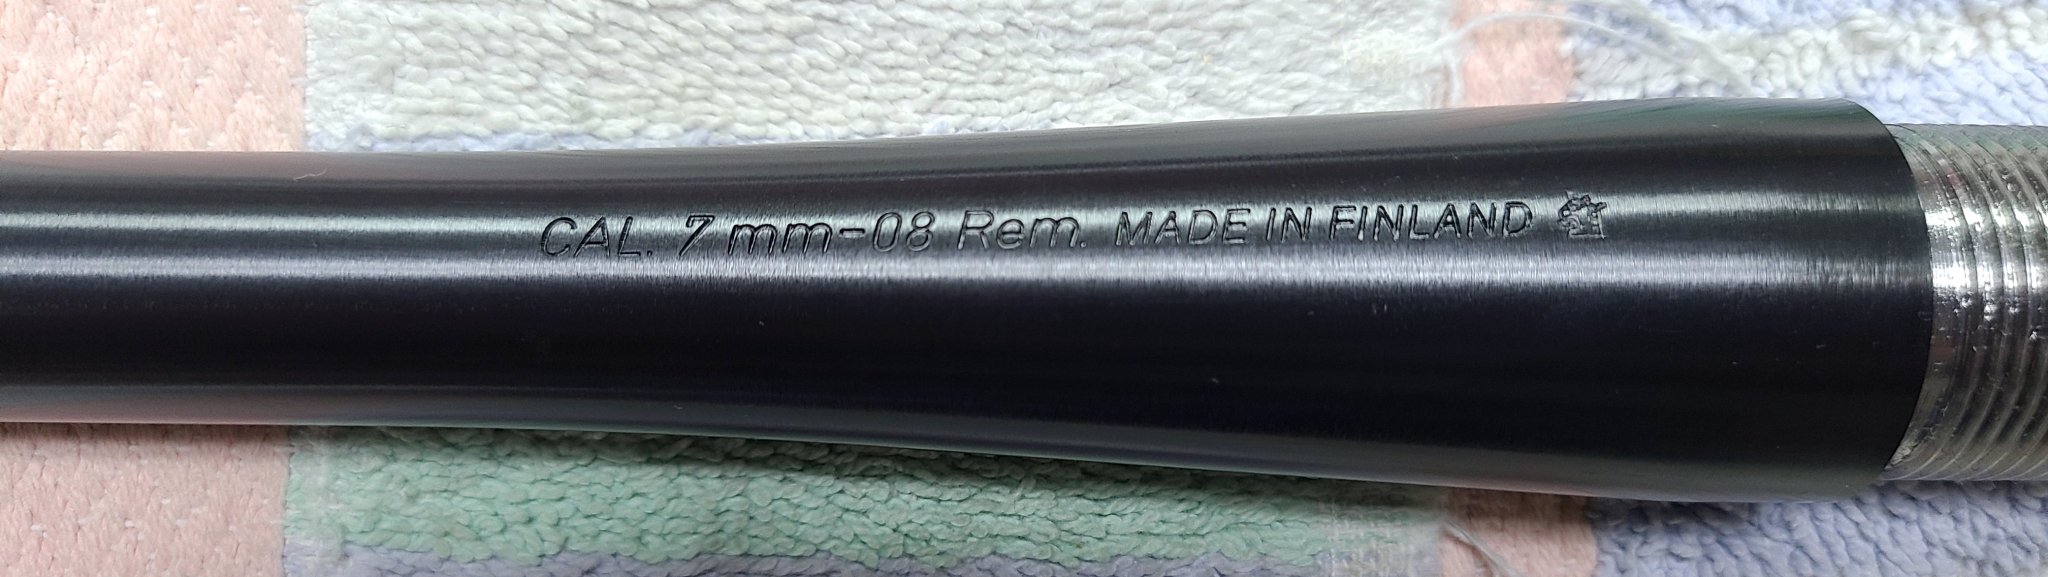 CAL. 7 mm-08 Rem. MADE IN FINLAND